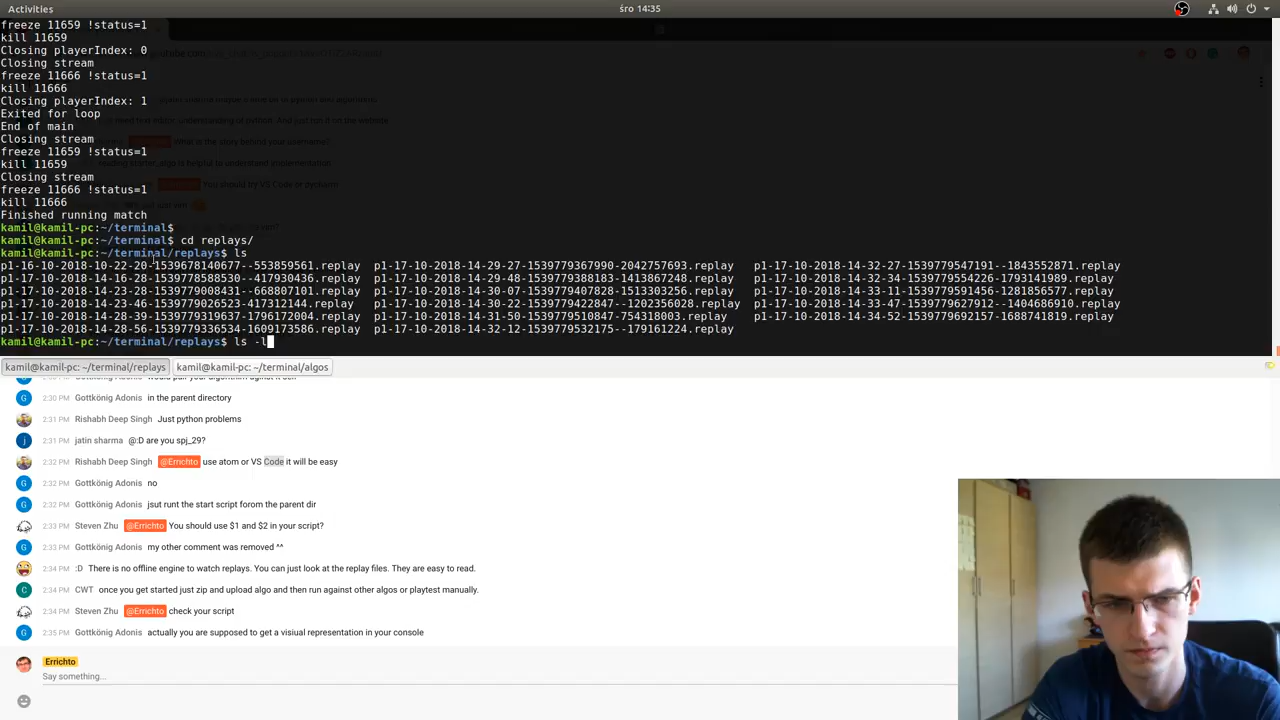 Activities
śro 14:35
freeze 11659 !status=1
kill 11659
Closing playerIndex: 0
Closing stream
freeze 11666 !status=1
kill 11666
Closing playerIndex: 1
Exited for loop
End of main
Closing stream
freeze 11659 !status=1
kill 11659
Closing stream
freeze 11666 !status=1
kill 11666
Finished running match
kamil@kamil-pc:~/terminal$
kamil@kamil-pc:~/terminal$ cd replays/
kamil@kamil-pc:~/terminal/replays$ ls
p1-16-10-2018-10-22-20-1539678140677--553859561.replay p1-17-10-2018-14-29-27-1539779367990-2042757693.replay p1-17-10-2018-14-32-27-1539779547191--1843552871.replay
p1-17-10-2018-14-16-28-1539778588530--417930436.replay p1-17-10-2018-14-29-48-1539779388183-1413867248.replay p1-17-10-2018-14-32-34-1539779554226-1793141989.replay
p1-17-10-2018-14-23-28-1539779008431--668807101.replay p1-17-10-2018-14-30-07-1539779407828-1513031260.replay p1-17-10-2018-14-33-11-1539779591456-1281856577.replay
p1-17-10-2018-14-23-46-1539779026523-417312144.replay p1-17-10-2018-14-30-22-1539779422847--1202356028.replay p1-17-10-2018-14-33-47-1539779627912--1404686910.replay
p1-17-10-2018-14-28-39-1539779319637-1796172004.replay p1-17-10-2018-14-31-50-1539779510847-754318003.replay p1-17-10-2018-14-34-52-1539779692157-1688741819.replay
p1-17-10-2018-14-28-56-1539779336534-1609173586.replay p1-17-10-2018-14-32-12-1539779532175--179161224.replay
kamil@kamil-pc:~/terminal/replays$ ls -l
kamil@kamil-pc: ~/terminal/replays kamil@kamil-pc: ~/terminal/algos
2:30 PM Gottkönig Adonis in the parent directory
2:31 PM Rishabh Deep Singh Just python problems
2:31 PM jatin sharma @:D are you spj_29?
2:32 PM Rishabh Deep Singh @Errichto use atom or VS Code it will be easy
2:32 PM Gottkönig Adonis no
2:32 PM Gottkönig Adonis jsut runt the start script forom the parent dir
2:33 PM Steven Zhu @Errichto You should use $1 and $2 in your script?
2:33 PM Gottkönig Adonis my other comment was removed ^^
2:34 PM :D There is no offline engine to watch replays. You can just look at the replay files. They are easy to read.
2:34 PM CWT once you get started just zip and upload algo and then run against other algos or playtest manually.
2:34 PM Steven Zhu @Errichto check your script
2:35 PM Gottkönig Adonis actually you are supposed to get a visiual representation in your console
Errichto
Say something...